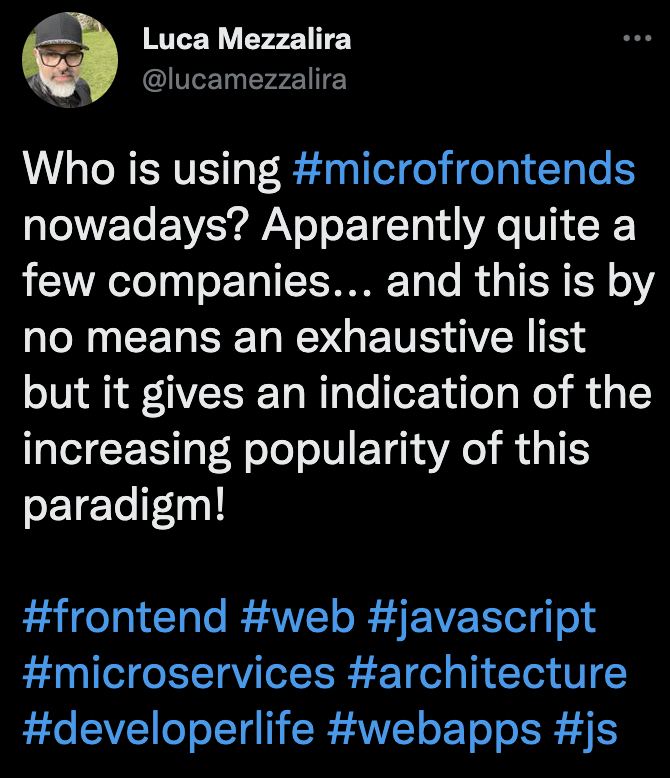 Luca Mezzalira
@lucamezzalira
Who is using #microfrontends
nowadays? Apparently quite a
few companies... and this is by
no means an exhaustive list
but it gives an indication of the
increasing popularity of this
paradigm!
#frontend #web #javascript
#microservices #architecture
#developerlife #webapps #js